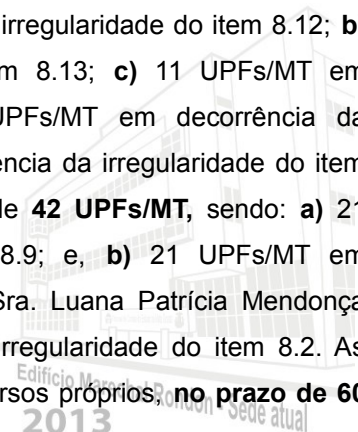 irregularidade do item 8.12; b
m 8.13; c) 11 UPFs/MT em
UPFs/MT em decorrência da
ência da irregularidade do item
le 42 UPFs/MT, sendo: a) 21
8.9; e, b) 21 UPFs/MT em
Sra. Luana Patrícia Mendonça
rregularidade do item 8.2. As
rsos próprios, no prazo de 60
Edifício Marechal Rondon - Sede atual
2013